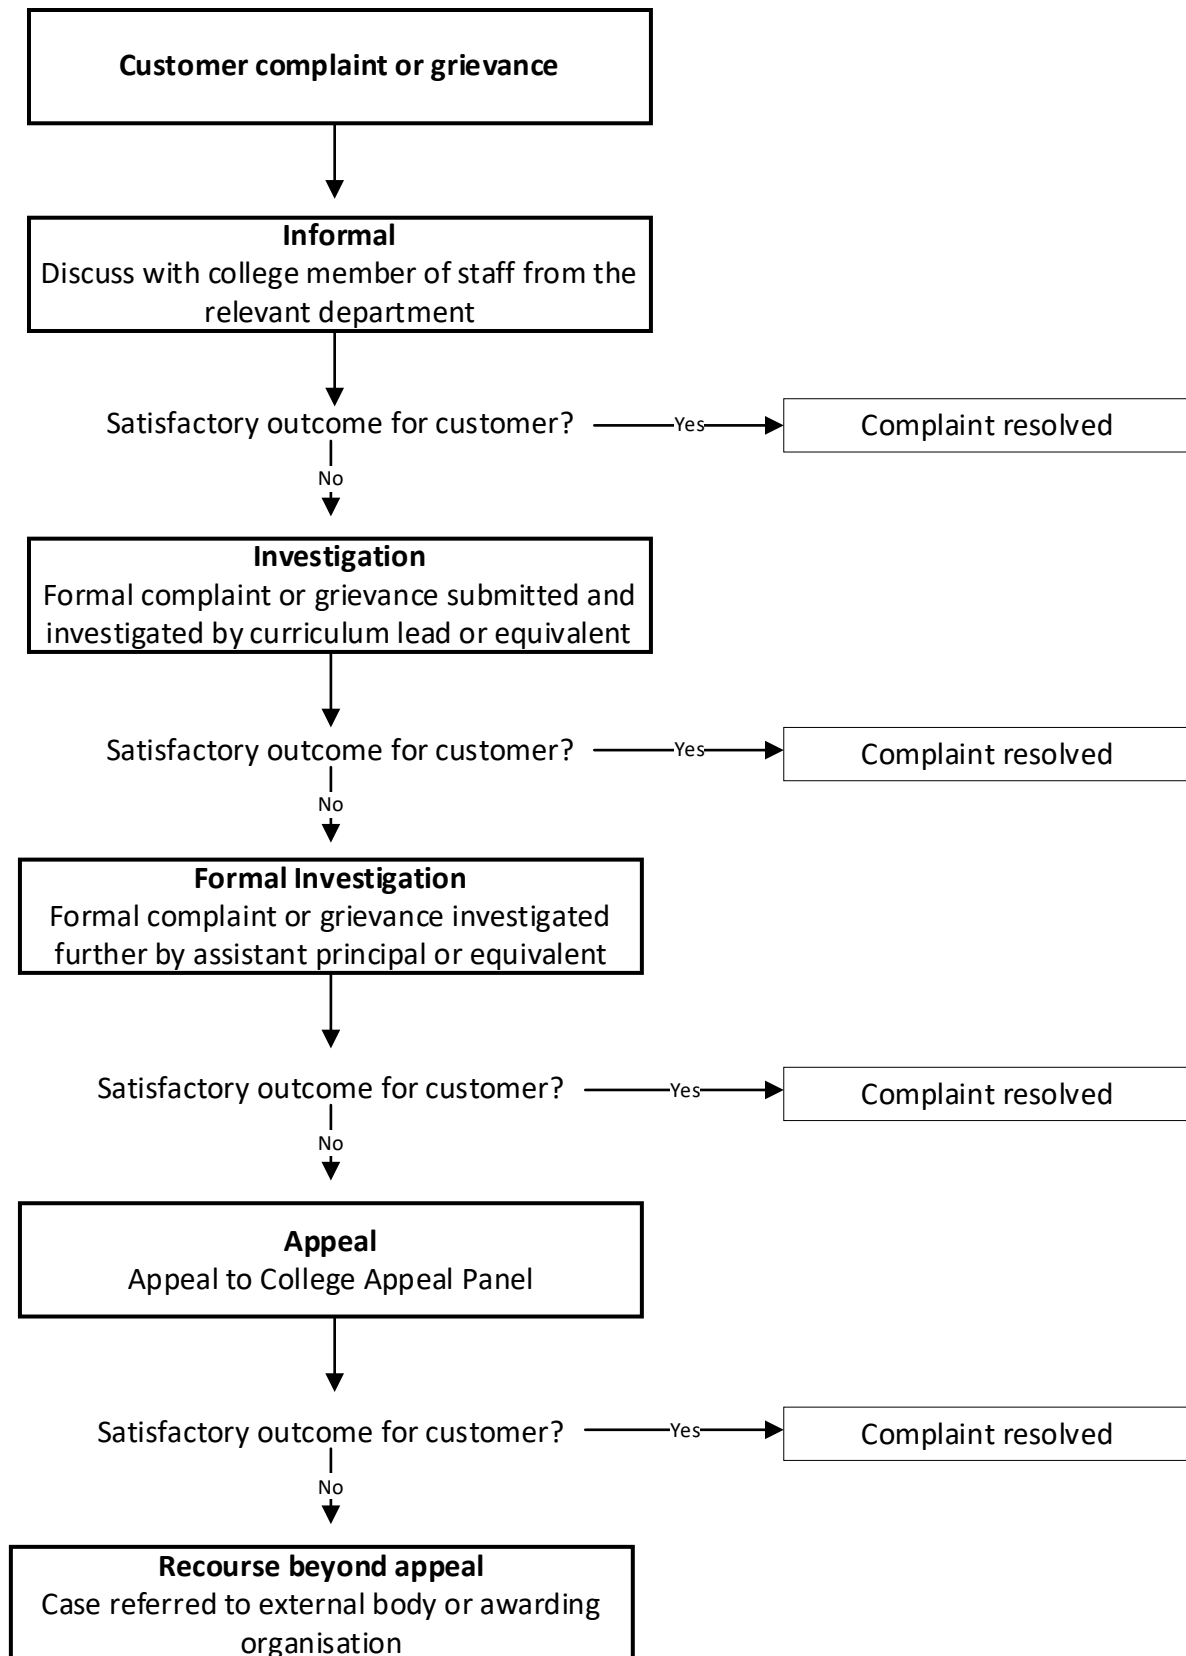 Customer complaint or grievance
Informal
Discuss with college member of staff from the
relevant department
Satisfactory outcome for customer?
Yes
Complaint resolved
No
Investigation
Formal complaint or grievance submitted and
investigated by curriculum lead or equivalent
Satisfactory outcome for customer?
Yes
Complaint resolved
No
Formal Investigation
Formal complaint or grievance investigated
further by assistant principal or equivalent
Satisfactory outcome for customer?
Yes
Complaint resolved
No
Appeal
Appeal to College Appeal Panel
Satisfactory outcome for customer?
Yes
Complaint resolved
No
Recourse beyond appeal
Case referred to external body or awarding
organisation